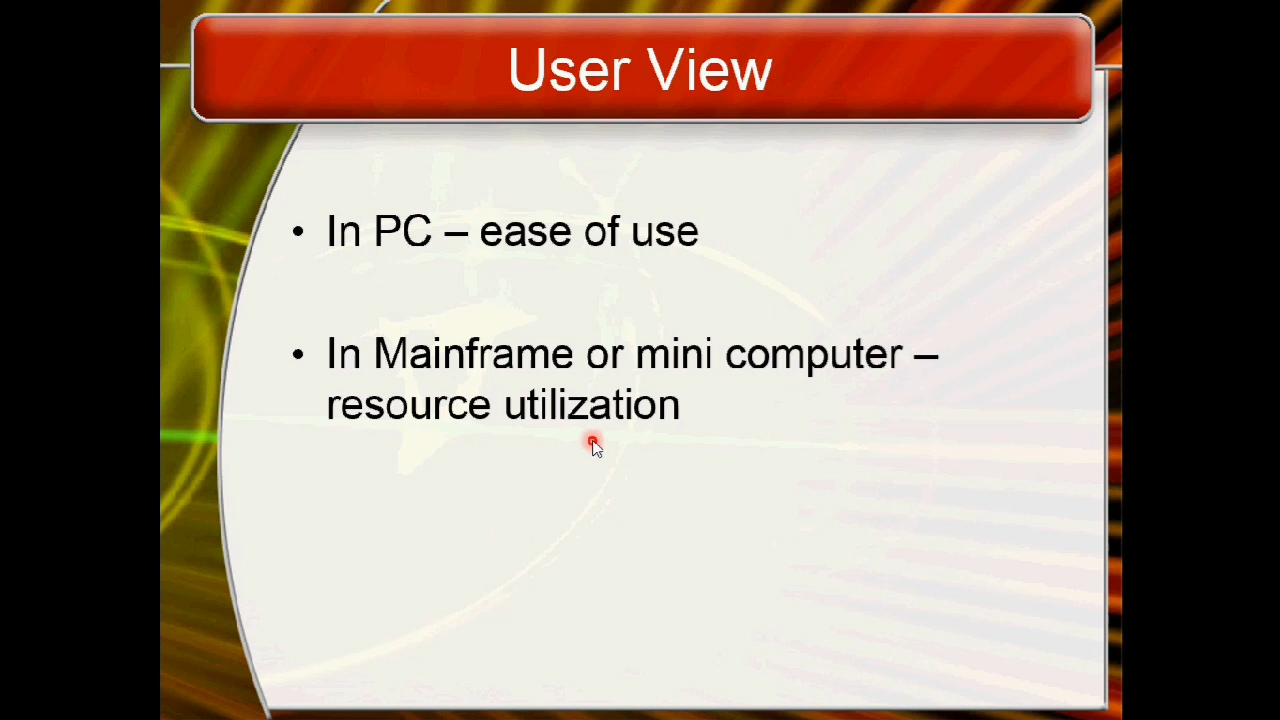 User View
• In PC – ease of use
• In Mainframe or mini computer –
resource utilization